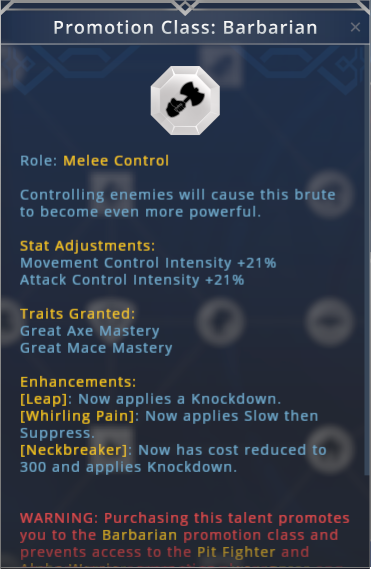 Promotion Class: Barbarian
Role: Melee Control
Controlling enemies will cause this brute
to become even more powerful.
Stat Adjustments:
Movement Control Intensity +21%
Attack Control Intensity +21%
Traits Granted:
Great Axe Mastery
Great Mace Mastery
Enhancements:
[Leap]: Now applies a Knockdown.
[Whirling Pain]: Now applies Slow then
Suppress.
[Neckbreaker]: Now has cost reduced to
300 and applies Knockdown.
WARNING: Purchasing this talent promotes
you to the Barbarian promotion class and
prevents access to the Pit Fighter and